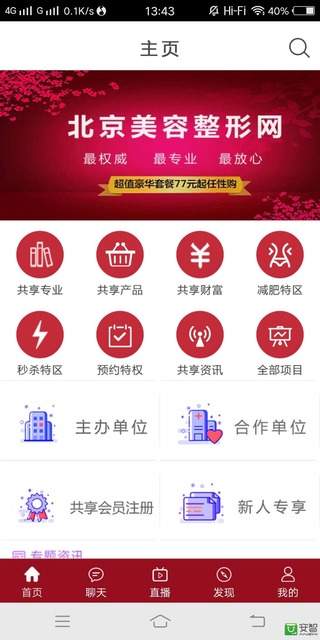 4G G 0.1K/s 13:43 Hi-Fi 40%
主页
北京美容整形网
最权威 最专业 最放心
超值豪华套餐77元起任性购
共享专业 共享产品 共享财富 减肥特区
秒杀特区 预约特权 共享资讯 全部项目
主办单位 合作单位
共享会员注册 新人专享
专题资讯
首页 聊天 直播 发现 我的
安智